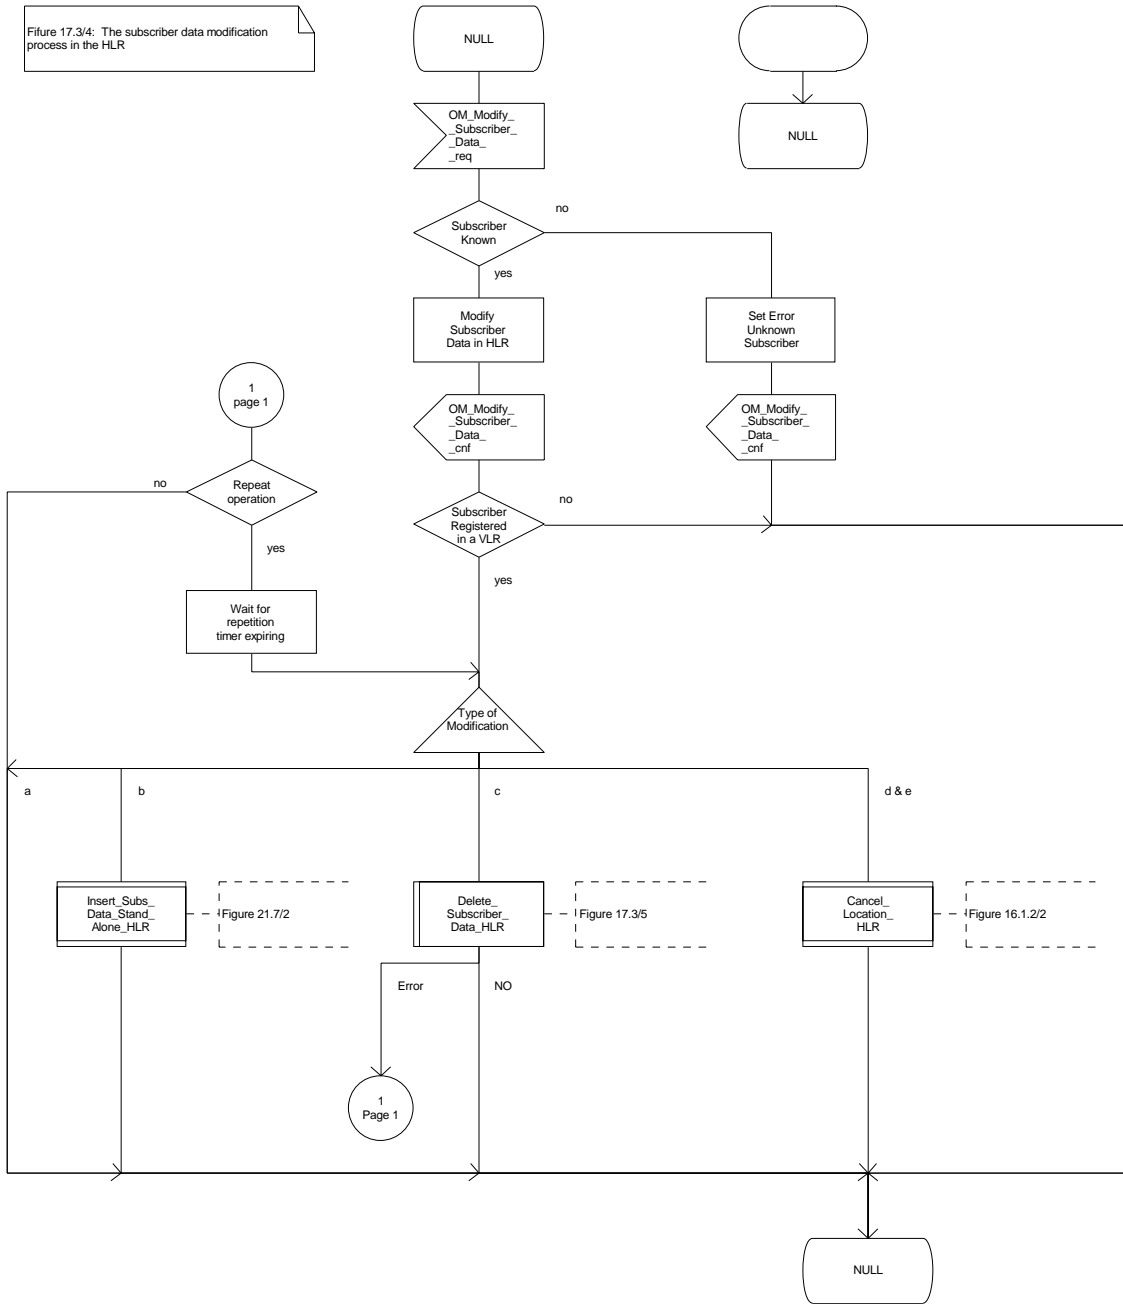 Fifure 17.3/4: The subscriber data modification
process in the HLR
NULL
OM_Modify_
_Subscriber_
_Data_
_req
NULL
no
Subscriber
Known
yes
Modify
Subscriber
Data in HLR
Set Error
Unknown
Subscriber
1
page 1
OM_Modify_
_Subscriber_
_Data_
_cnf
OM_Modify_
_Subscriber_
_Data_
_cnf
no
Repeat
operation
yes
Subscriber
Registered
in a VLR
no
yes
Wait for
repetition
timer expiring
Type of
Modification
a
b
c
d & e
Insert_Subs_
Data_Stand_
Alone_HLR
Figure 21.7/2
Delete_
Subscriber_
Data_HLR
Figure 17.3/5
Cancel_
Location_
HLR
Figure 16.1.2/2
Error
NO
1
Page 1
NULL